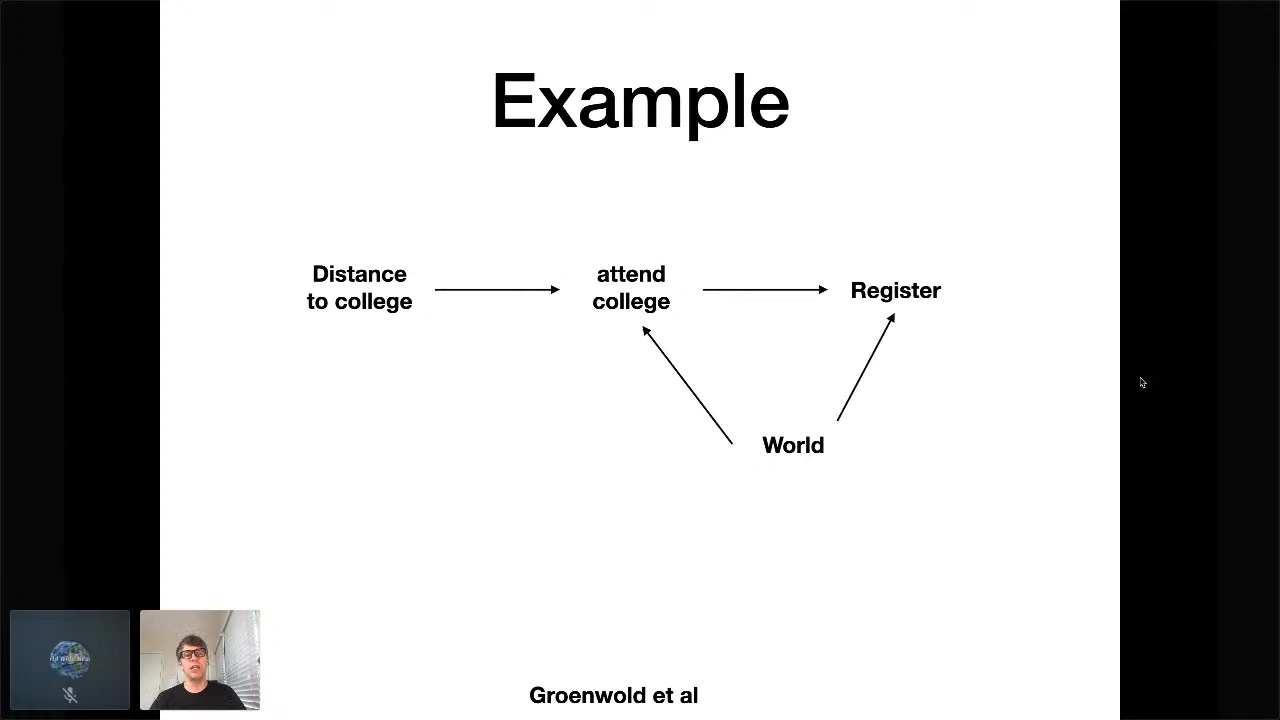 Example
Distance
to college
attend
college
Register
World
Groenwold et al